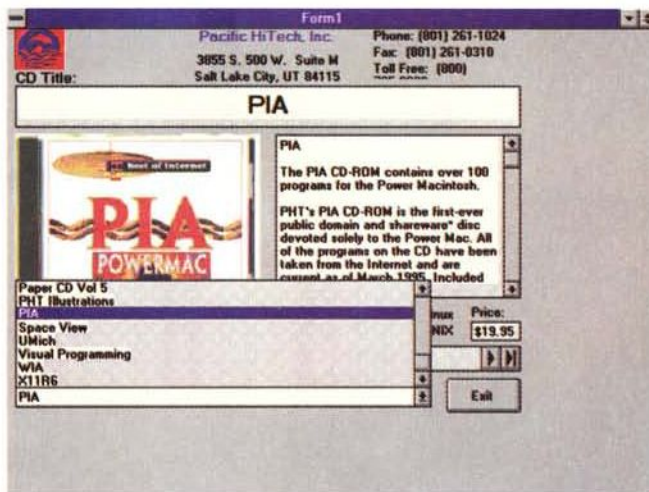 Form1
Pacific HiTech, Inc.
3855 S. 500 W. Suite M
Salt Lake City, UT 84115
Phone: (801) 261-1024
Fax: (801) 261-0310
Toll Free: (800)
CD Title:
PIA
Best of Internet
PIA
POWERMAC
PIA
The PIA CD-ROM contains over 100
programs for the Power Macintosh.
PHT's PIA CD-ROM is the first-ever
public domain and shareware* disc
devoted solely to the Power Mac. All
of the programs on the CD have been
taken from the Internet and are
current as of March 1995. Included
Paper CD Vol 5
PHT Illustrations
PIA
Space View
UMich
Visual Programming
WIA
X11R6
PIA
nux
NIX
Price:
$19.95
Exit